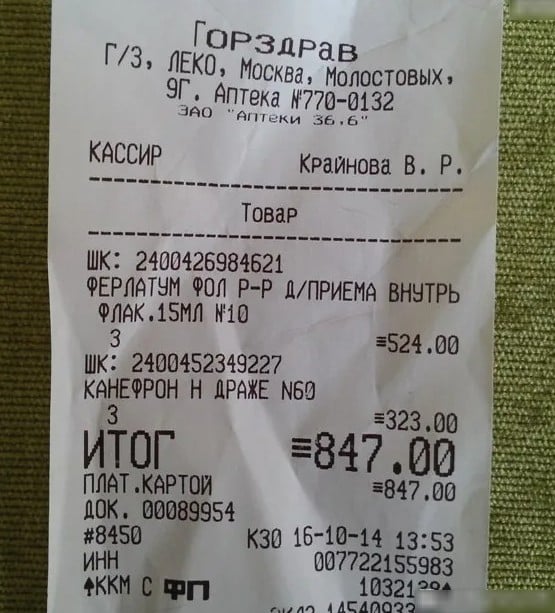 ГОРЗДРАВ
Г/З, ЛЕКО, Москва, Молостовых,
9Г. Аптека №770-0132
ЗАО "Аптеки 36,6"
КАССИР Крайнова В. Р.
Товар
ШК: 2400426984621
ФЕРЛАТУМ ФОЛ Р-Р Д/ПРИЕМА ВНУТРЬ
ФЛАК.15МЛ N10
3 ≡524.00
ШК: 2400452349227
КАНЕФРОН Н ДРАЖЕ N60
3 ≡323.00
ИТОГ ≡847.00
ПЛАТ.КАРТОЙ ≡847.00
ДОК. 00089954
#8450 К30 16-10-14 13:53
ИНН 007722155983
ККМ С ФП